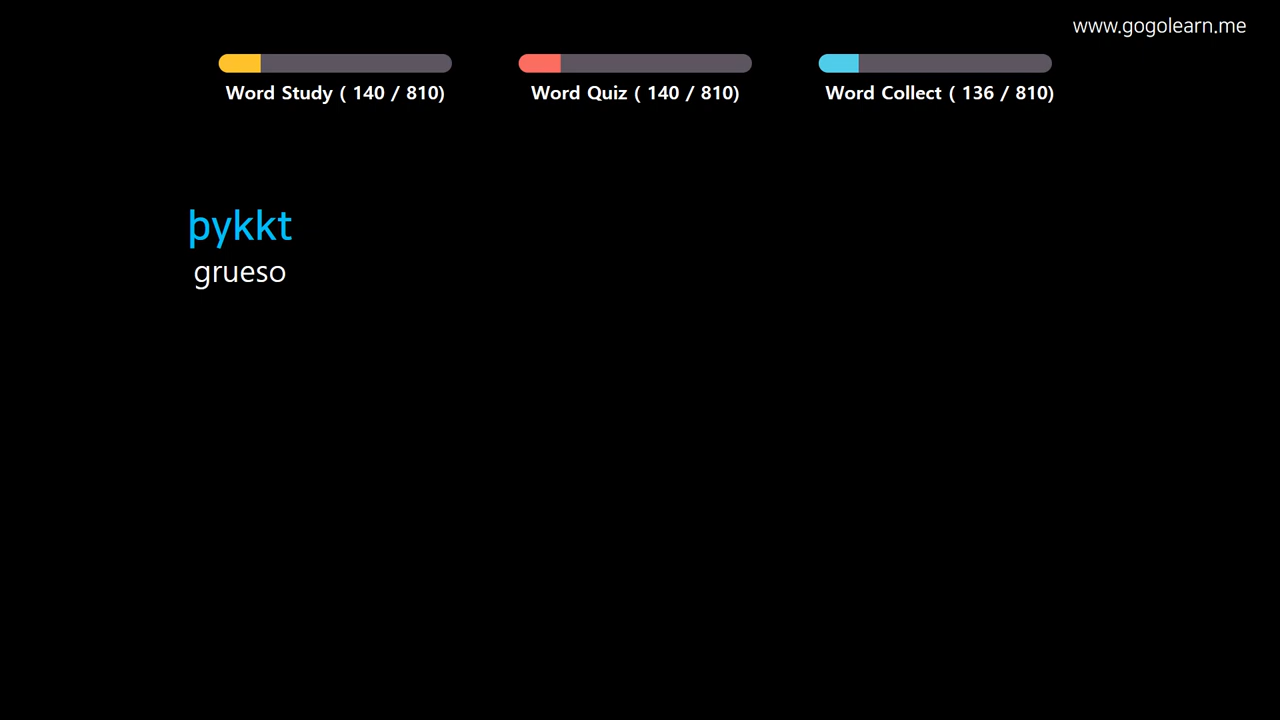 www.gogolearn.me
Word Study ( 140 / 810)
Word Quiz ( 140 / 810)
Word Collect ( 136 / 810)
þykkt
grueso